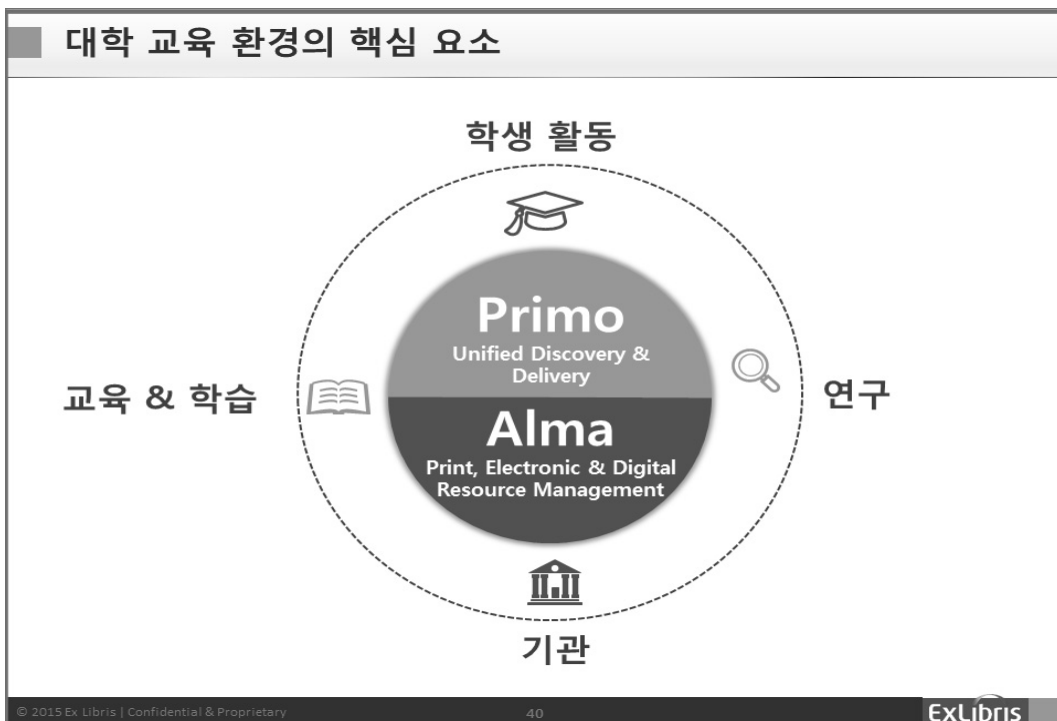 대학 교육 환경의 핵심 요소
학생 활동
Primo
Unified Discovery &
Delivery
교육 & 학습
연구
Alma
Print, Electronic & Digital
Resource Management
기관
© 2015 Ex Libris | Confidential & Proprietary
40
ExLibris